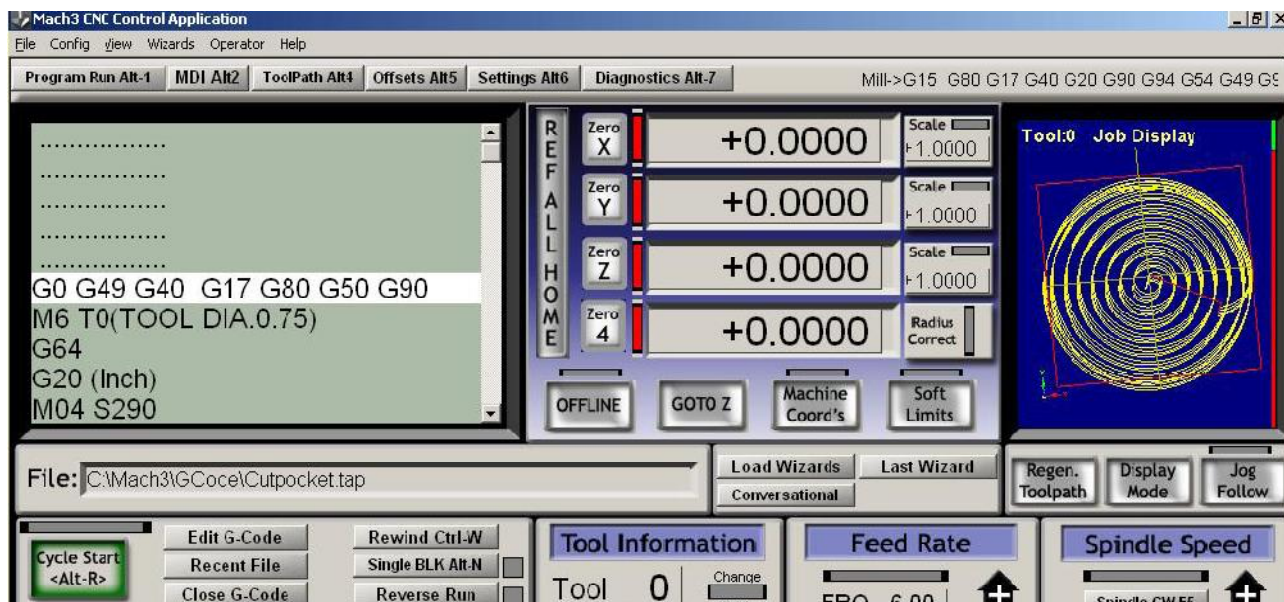 Mach3 CNC Control Application
File Config View Wizards Operator Help
Program Run Alt-1 MDI Alt2 ToolPath Alt4 Offsets Alt5 Settings Alt6 Diagnostics Alt-7 Mill->G15 G80 G17 G40 G20 G90 G94 G54 G49
REF ALL HOME
Zero X +0.0000 Scale +1.0000
Zero Y +0.0000 Scale +1.0000
Zero Z +0.0000 Scale +1.0000
Zero 4 +0.0000 Radius Correct
OFFLINE GOTO Z Machine Coord's Soft Limits
Tool:0 Job Display
.................
.................
.................
.................
.................
G0 G49 G40 G17 G80 G50 G90
M6 T0(TOOL DIA.0.75)
G64
G20 (Inch)
M04 S290
File: C:\Mach3\GCoce\Cutpocket.tap
Load Wizards Last Wizard
Conversational
Regen. Toolpath Display Mode Jog Follow
Cycle Start <Alt-R>
Edit G-Code Rewind Ctrl-W
Recent File Single BLK Alt-N
Close G-Code Reverse Run
Tool Information
Tool 0 Change
Feed Rate
FRO 6.00
Spindle Speed
Spindle CW F5